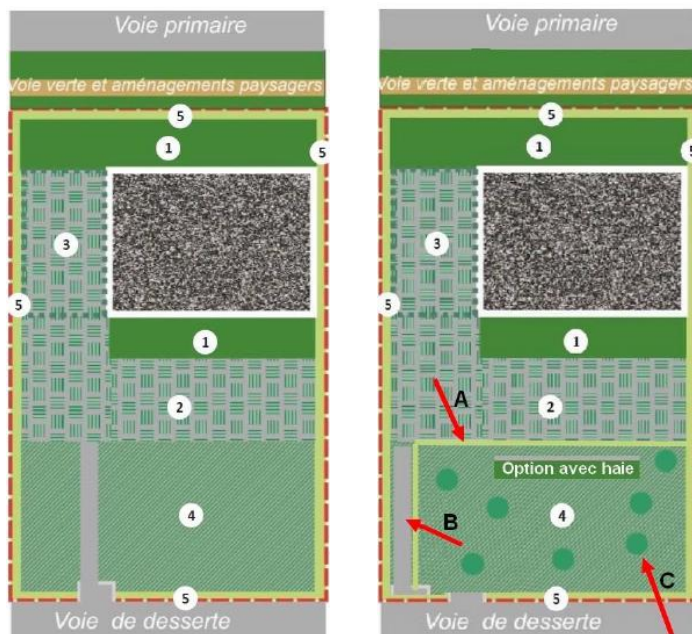 Voie primaire
Voie verte et aménagements paysagers
5
1
5
3
5
1
2
4
5
Voie de desserte
Voie primaire
Voie verte et aménagements paysagers
5
1
5
3
5
1
A
2
Option avec haie
4
B
C
5
Voie de desserte